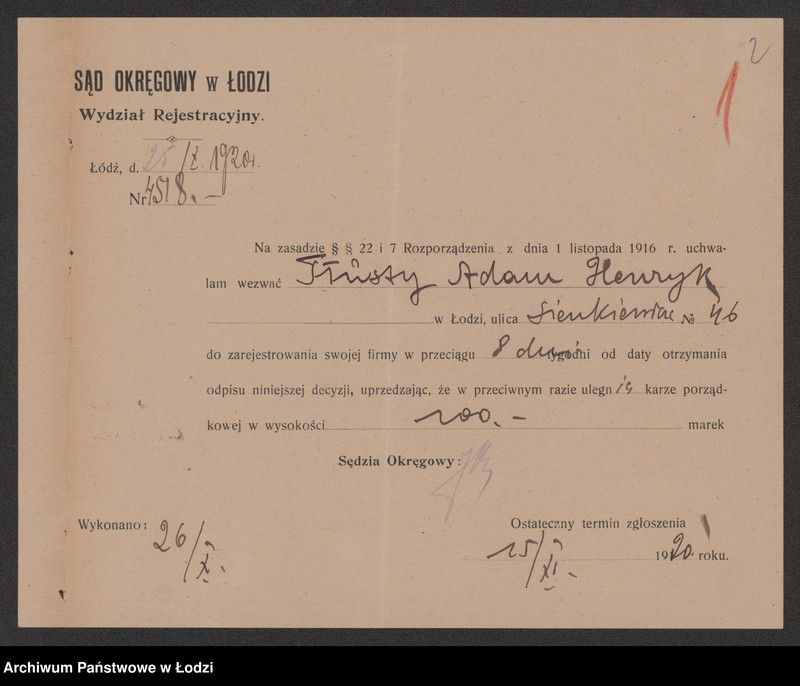 2
1
SĄD OKRĘGOWY w ŁODZI
Wydział Rejestracyjny.
Łódź, d. 25/X. 1920r.
Nr 4518.—
Na zasadzie § § 22 i 7 Rozporządzenia z dnia 1 listopada 1916 r. uchwa-
lam wezwać Tłusty Adam Henryk
w Łodzi, ulica Sienkiewicza № 46
do zarejestrowania swojej firmy w przeciągu 8 dni tygodni od daty otrzymania
odpisu niniejszej decyzji, uprzedzając, że w przeciwnym razie ulegnie karze porząd-
kowej w wysokości 100.— marek
Sędzia Okręgowy:
Wykonano: 26/X.
Ostateczny termin zgłoszenia
15/XI.— 1920 roku.
Archiwum Państwowe w Łodzi